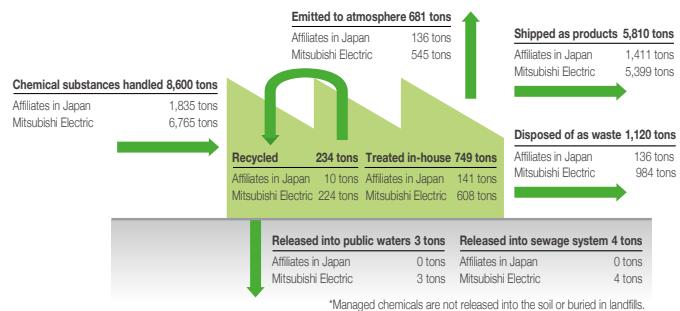 Emitted to atmosphere 681 tons
Affiliates in Japan 136 tons
Mitsubishi Electric 545 tons
Shipped as products 5,810 tons
Affiliates in Japan 1,411 tons
Mitsubishi Electric 5,399 tons
Chemical substances handled 8,600 tons
Affiliates in Japan 1,835 tons
Mitsubishi Electric 6,765 tons
Disposed of as waste 1,120 tons
Affiliates in Japan 136 tons
Mitsubishi Electric 984 tons
Recycled 234 tons
Affiliates in Japan 10 tons
Mitsubishi Electric 224 tons
Treated in-house 749 tons
Affiliates in Japan 141 tons
Mitsubishi Electric 608 tons
Released into public waters 3 tons
Affiliates in Japan 0 tons
Mitsubishi Electric 3 tons
Released into sewage system 4 tons
Affiliates in Japan 0 tons
Mitsubishi Electric 4 tons
*Managed chemicals are not released into the soil or buried in landfills.